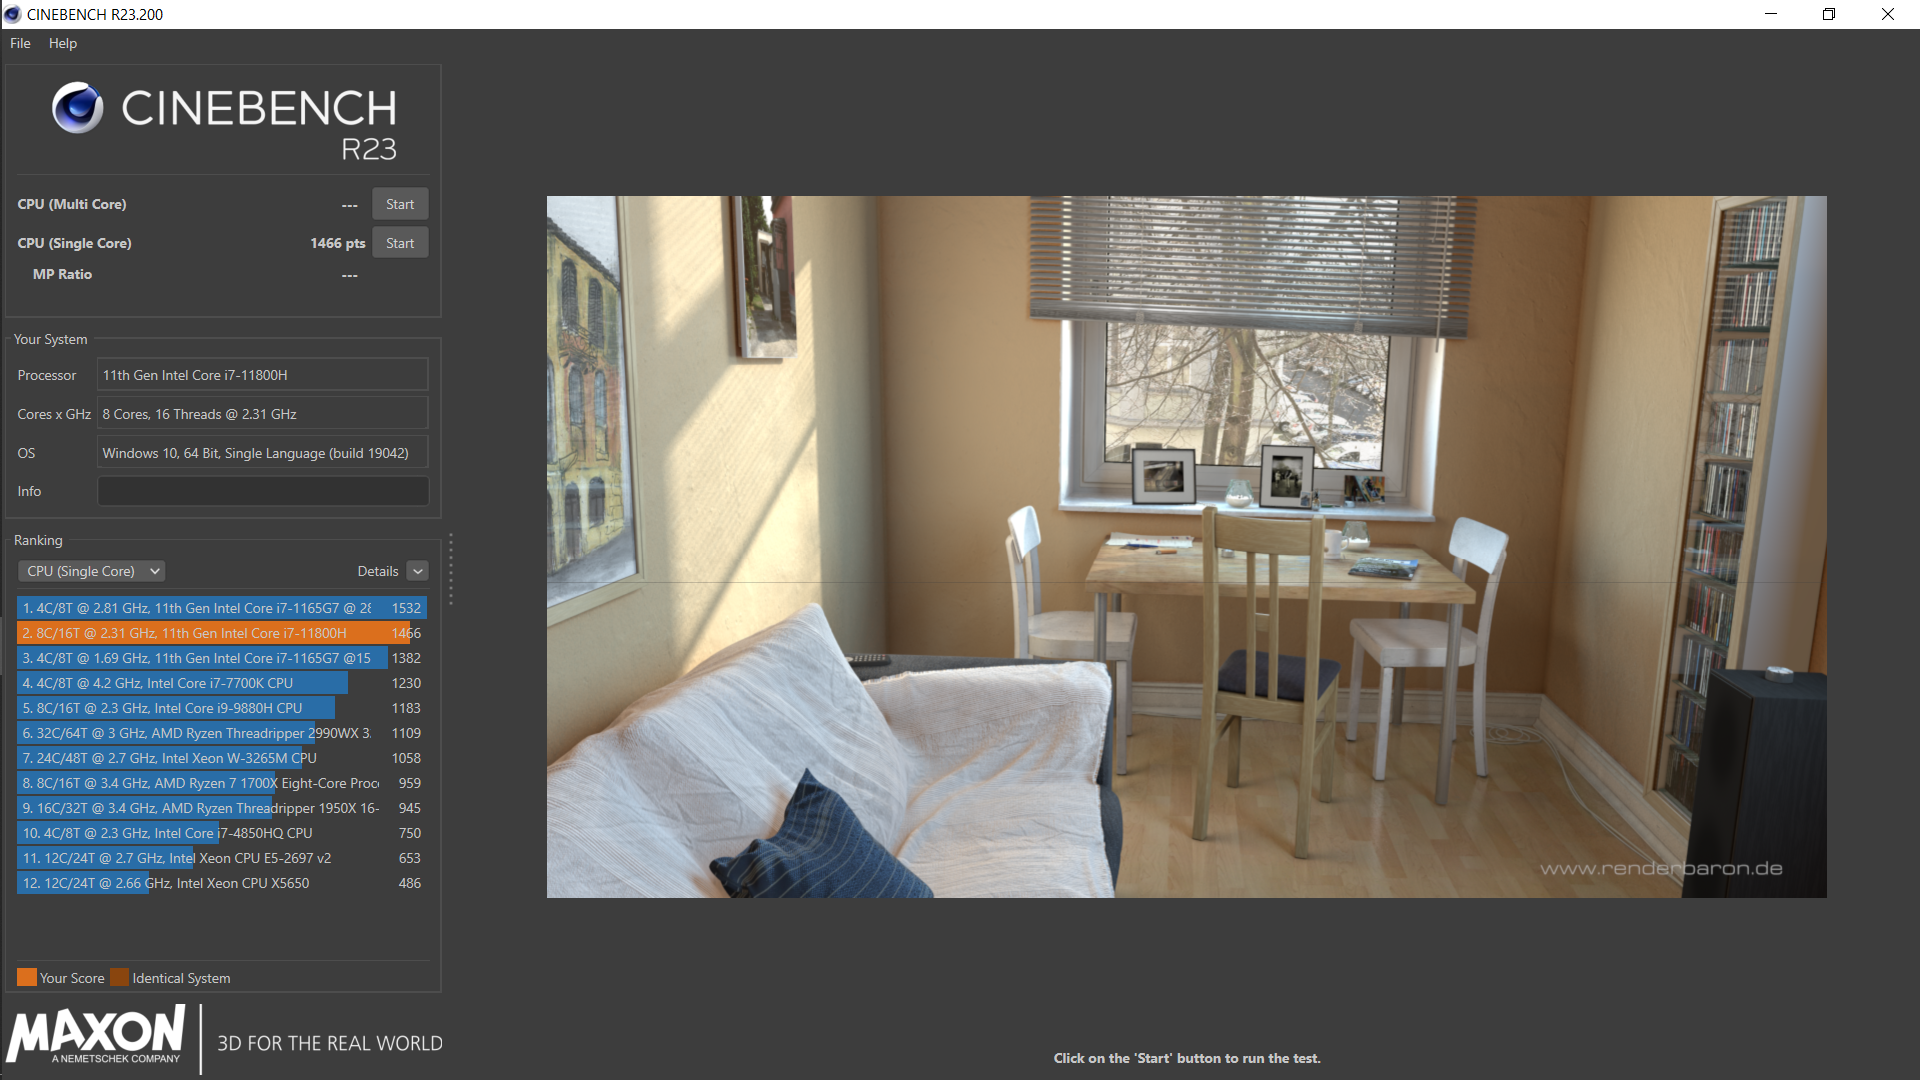 CINEBENCH R23.200
File Help
CINEBENCH
R23
CPU (Multi Core) --- Start
CPU (Single Core) 1466 pts Start
MP Ratio ---
Your System
Processor 11th Gen Intel Core i7-11800H
Cores x GHz 8 Cores, 16 Threads @ 2.31 GHz
OS Windows 10, 64 Bit, Single Language (build 19042)
Info
Ranking
CPU (Single Core) Details
1. 4C/8T @ 2.81 GHz, 11th Gen Intel Core i7-1165G7 @ 28 1532
2. 8C/16T @ 2.31 GHz, 11th Gen Intel Core i7-11800H 1466
3. 4C/8T @ 1.69 GHz, 11th Gen Intel Core i7-1165G7 @15 1382
4. 4C/8T @ 4.2 GHz, Intel Core i7-7700K CPU 1230
5. 8C/16T @ 2.3 GHz, Intel Core i9-9880H CPU 1183
6. 32C/64T @ 3 GHz, AMD Ryzen Threadripper 2990WX 3. 1109
7. 24C/48T @ 2.7 GHz, Intel Xeon W-3265M CPU 1058
8. 8C/16T @ 3.4 GHz, AMD Ryzen 7 1700X Eight-Core Proc 959
9. 16C/32T @ 3.4 GHz, AMD Ryzen Threadripper 1950X 16- 945
10. 4C/8T @ 2.3 GHz, Intel Core i7-4850HQ CPU 750
11. 12C/24T @ 2.7 GHz, Intel Xeon CPU E5-2697 v2 653
12. 12C/24T @ 2.66 GHz, Intel Xeon CPU X5650 486
Your Score Identical System
MAXON
A NEMETSCHEK COMPANY
3D FOR THE REAL WORLD
www.renderbaron.de
Click on the 'Start' button to run the test.